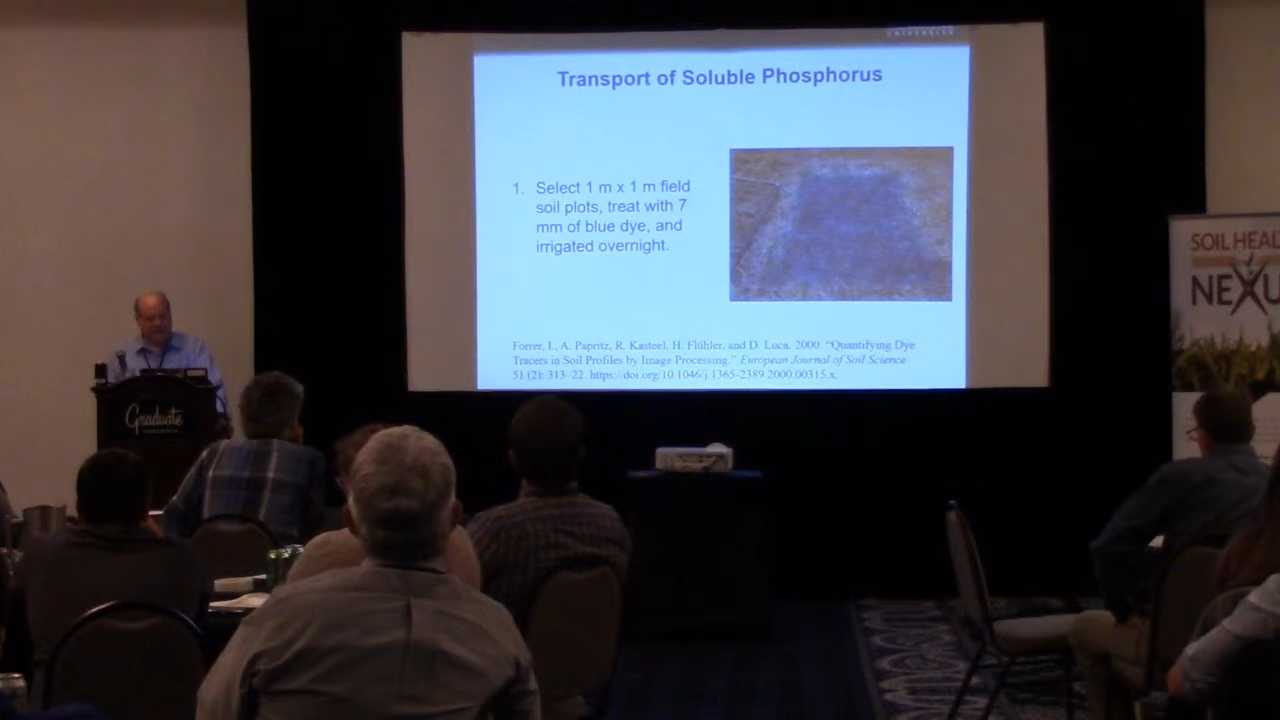 UNIVERSITY
Transport of Soluble Phosphorus
1. Select 1 m x 1 m field
soil plots, treat with 7
mm of blue dye, and
irrigated overnight.
Forrer, I., A. Papritz, R. Kasteel, H. Flühler, and D. Luca. 2000. “Quantifying Dye
Tracers in Soil Profiles by Image Processing.” European Journal of Soil Science
51 (2): 313–22. https://doi.org/10.1046/j.1365-2389.2000.00315.x.
Graduate
SOIL HEAL
NEXU